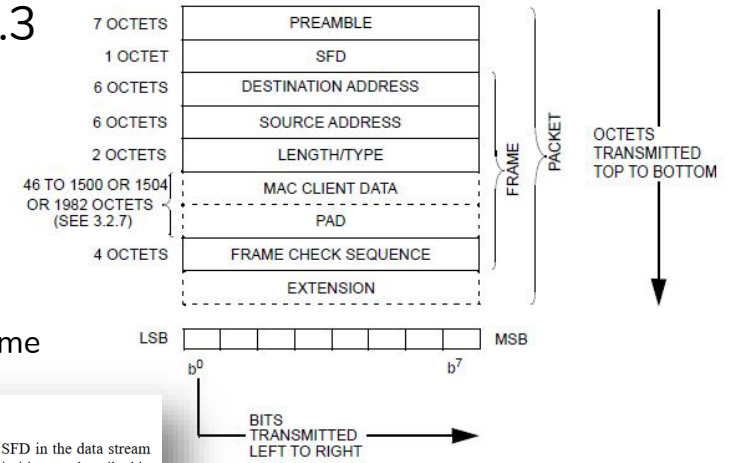 .3
7 OCTETS PREAMBLE
1 OCTET SFD
6 OCTETS DESTINATION ADDRESS
6 OCTETS SOURCE ADDRESS
2 OCTETS LENGTH/TYPE
46 TO 1500 OR 1504
OR 1982 OCTETS
(SEE 3.2.7)
MAC CLIENT DATA
PAD
4 OCTETS FRAME CHECK SEQUENCE
EXTENSION
FRAME
PACKET
OCTETS
TRANSMITTED
TOP TO BOTTOM
me
LSB MSB
b0 b7
BITS
TRANSMITTED
LEFT TO RIGHT
SFD in the data stream